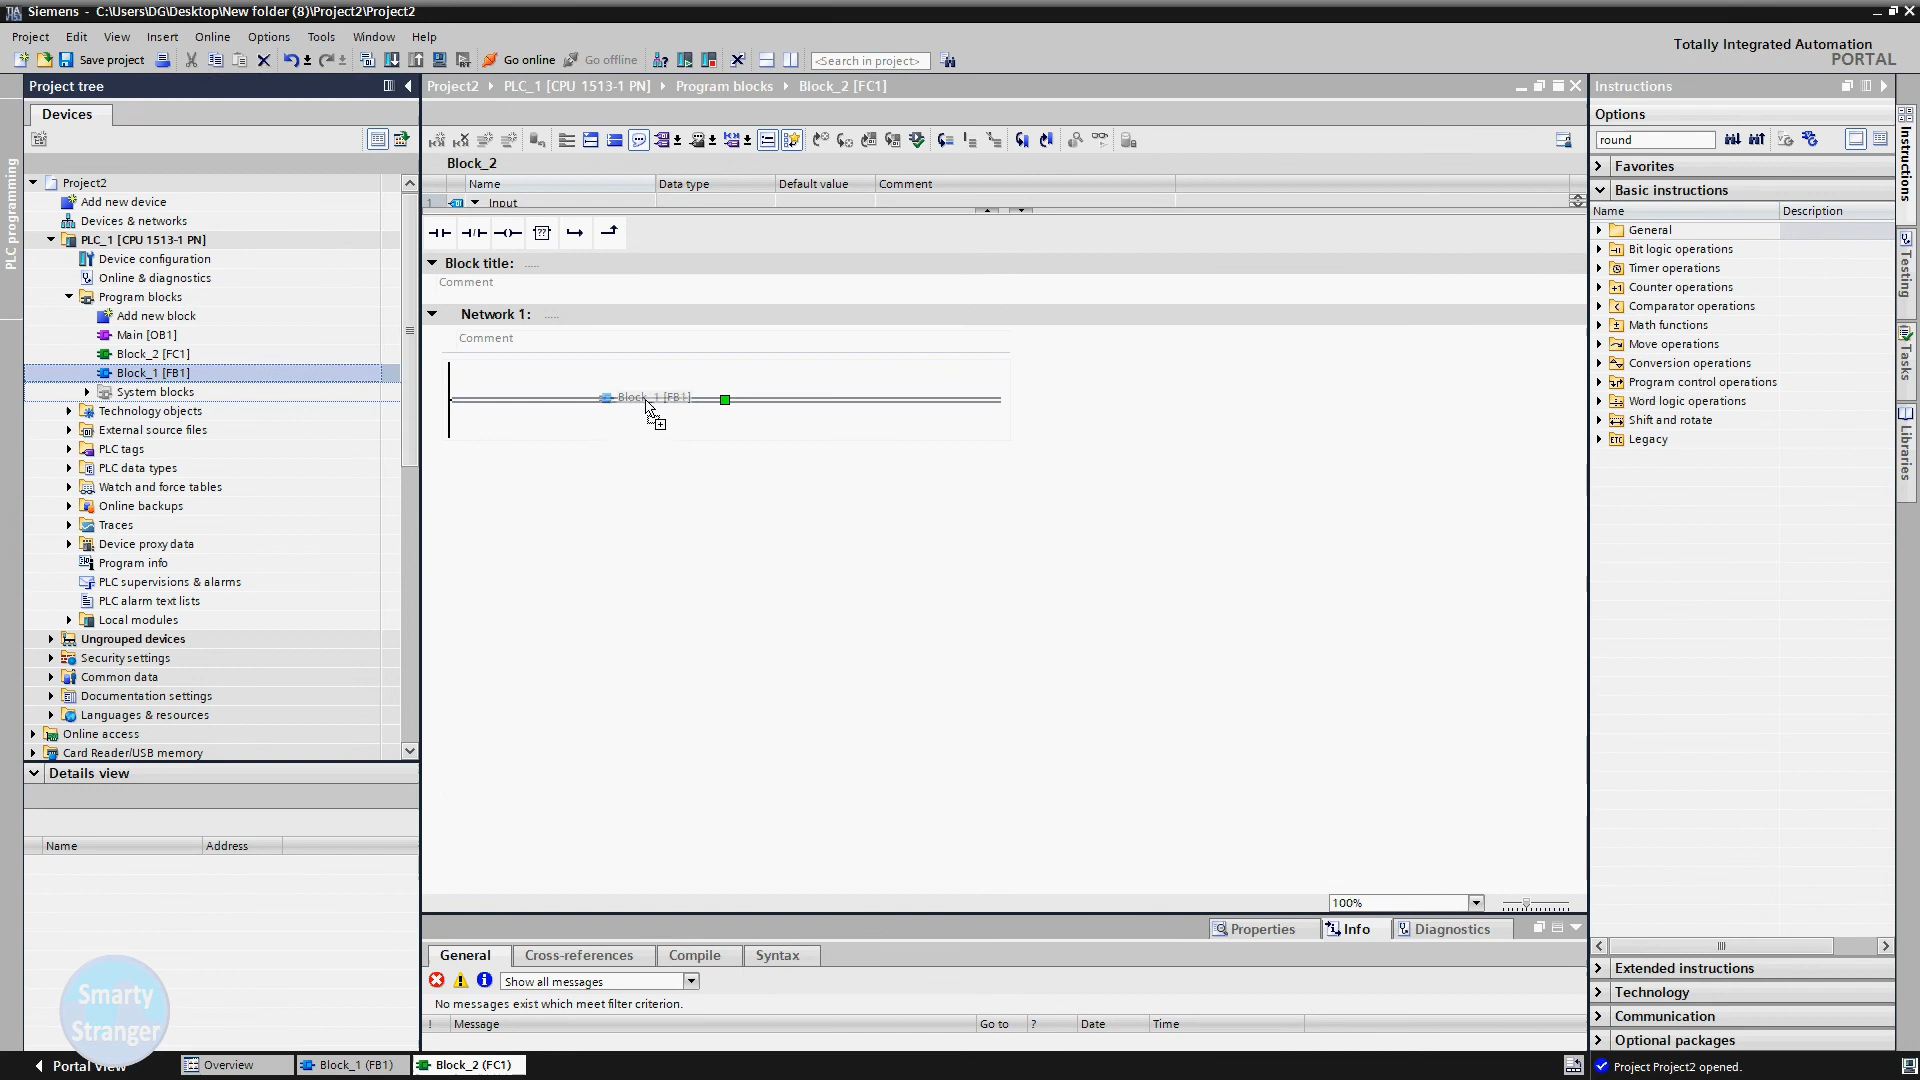 Siemens - C:\Users\DG\Desktop\New folder (8)\Project2\Project2
Project Edit View Insert Online Options Tools Window Help
Totally Integrated Automation
PORTAL
Save project
Go online
Go offline
<Search in project>
Project tree
Project2 PLC_1 [CPU 1513-1 PN] Program blocks Block_2 [FC1]
Instructions
Devices
Options
round
PLC programming
Project2
Add new device
Devices & networks
PLC_1 [CPU 1513-1 PN]
Device configuration
Online & diagnostics
Program blocks
Add new block
Main [OB1]
Block_2 [FC1]
Block_1 [FB1]
System blocks
Technology objects
External source files
PLC tags
PLC data types
Watch and force tables
Online backups
Traces
Device proxy data
Program info
PLC supervisions & alarms
PLC alarm text lists
Local modules
Ungrouped devices
Security settings
Common data
Documentation settings
Languages & resources
Online access
Card Reader/USB memory
Details view
Name Address
Smarty
Stranger
Block_2
Name Data type Default value Comment
1 Input
??
Block title: .....
Comment
Network 1: .....
Comment
Block_1 [FB1]
100%
Properties Info Diagnostics
General Cross-references Compile Syntax
Show all messages
No messages exist which meet filter criterion.
! Message Go to ? Date Time
Favorites
Basic instructions
Name Description
General
Bit logic operations
Timer operations
Counter operations
Comparator operations
Math functions
Move operations
Conversion operations
Program control operations
Word logic operations
Shift and rotate
Legacy
Extended instructions
Technology
Communication
Optional packages
Instructions
Testing
Tasks
Libraries
Portal view Overview Block_1 (FB1) Block_2 (FC1)
Project Project2 opened.